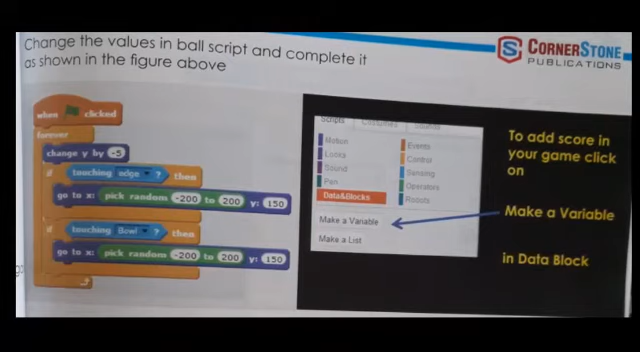 Change the values in ball script and complete it
as shown in the figure above
CORNERSTONE
PUBLICATIONS
when clicked
forever
change y by -5
if touching edge ? then
go to x: pick random -200 to 200 y: 150
if touching Bowl ? then
go to x: pick random -200 to 200 y: 150
Scripts Costumes Sounds
Motion
Looks
Sound
Pen
Data&Blocks
Events
Control
Sensing
Operators
Robots
Make a Variable
Make a List
To add score in
your game click
on
Make a Variable
in Data Block